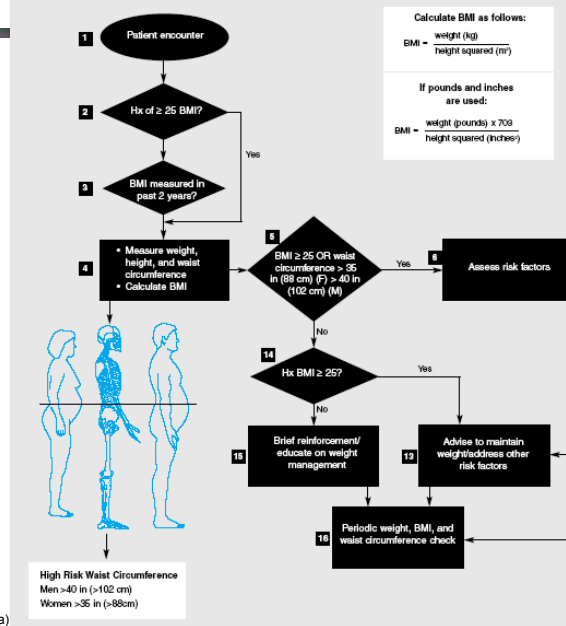 Calculate BMI as follows:
BMI = weight (kg)
height squared (m²)
If pounds and inches
are used:
BMI = weight (pounds) x 703
height squared (inches²)
1
Patient encounter
2
Hx of ≥ 25 BMI?
Yes
3
BMI measured in
past 2 years?
4
• Measure weight,
height, and waist
circumference
• Calculate BMI
5
BMI ≥ 25 OR waist
circumference > 35
in (88 cm) (F) > 40 in
(102 cm) (M)
Yes
6
Assess risk factors
No
14
Hx BMI ≥ 25?
Yes
No
15
Brief reinforcement/
educate on weight
management
13
Advise to maintain
weight/address other
risk factors
16
Periodic weight, BMI, and
waist circumference check
High Risk Waist Circumference
Men >40 in (>102 cm)
Women >35 in (>88cm)
a)